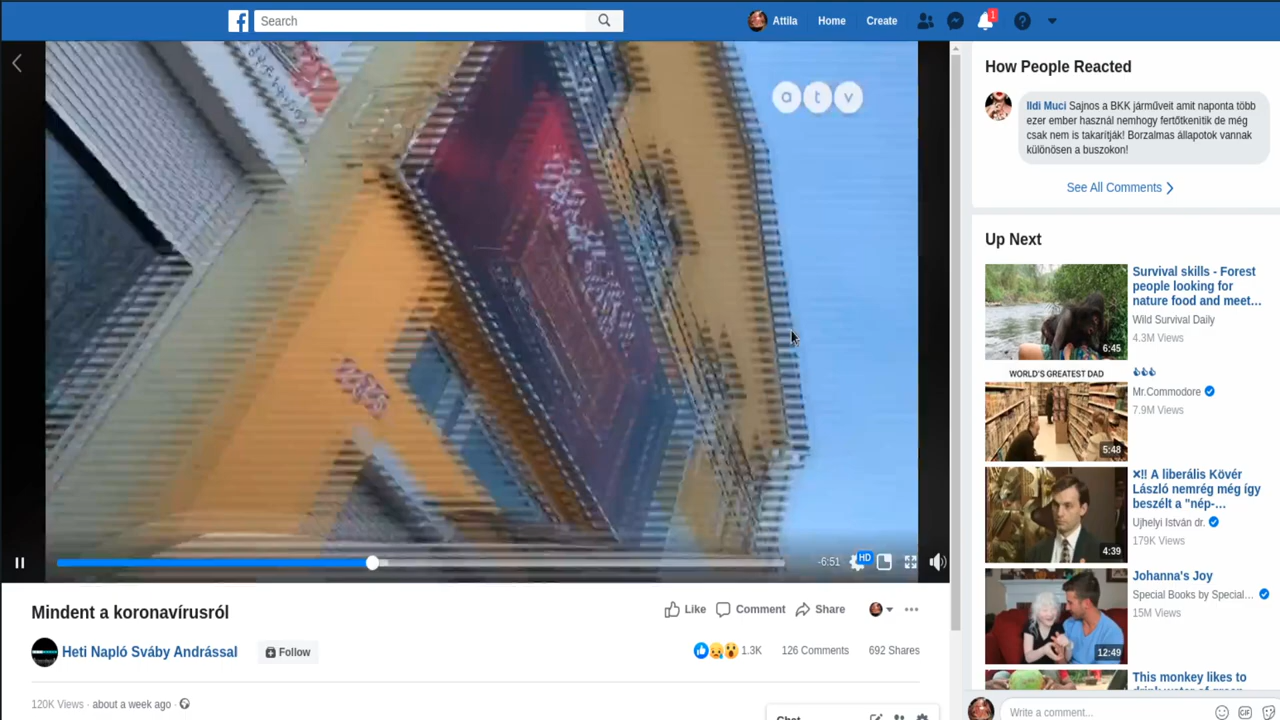 Search
Attila
Home
Create
1
a t v
How People Reacted
Ildi Muci Sajnos a BKK járműveit amit naponta több
ezer ember használ nemhogy fertőtkenitik de még
csak nem is takarítják! Borzalmas állapotok vannak
különösen a buszokon!
See All Comments
Up Next
Survival skills - Forest
people looking for
nature food and meet...
Wild Survival Daily
4.3M Views
6:45
WORLD'S GREATEST DAD
Mr.Commodore
7.9M Views
5:48
×!! A liberális Kövér
László nemrég még így
beszélt a "nép-...
Ujhelyi István dr.
179K Views
4:39
Johanna's Joy
Special Books by Special...
15M Views
12:49
This monkey likes to
-6:51
HD
Mindent a koronavírusról
Like
Comment
Share
Heti Napló Sváby Andrással
Follow
1.3K
126 Comments
692 Shares
120K Views · about a week ago ·
Chat
Write a comment...
GIF